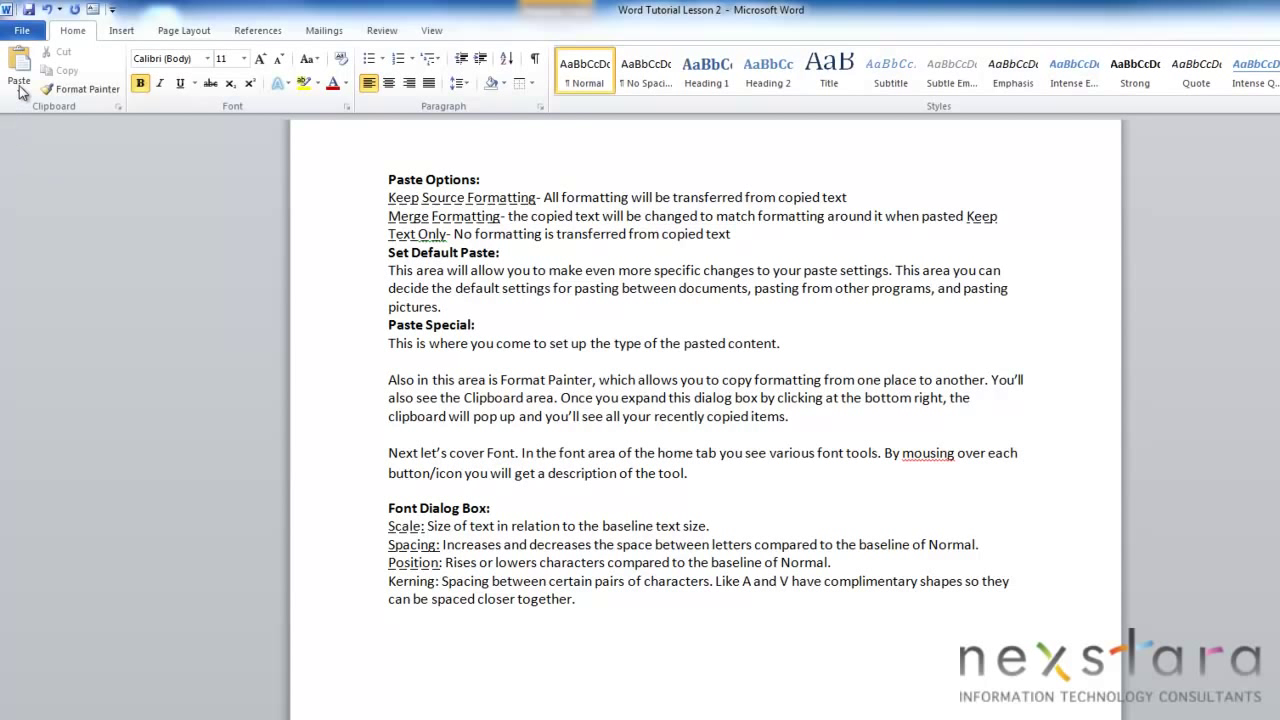 Word Tutorial Lesson 2 - Microsoft Word
File Home Insert Page Layout References Mailings Review View
Paste
Cut
Copy
Format Painter
Clipboard
Calibri (Body) 11
Aa
B I U abc x₂ x²
A ab A
Font
Paragraph
AaBbCcDc AaBbCcDc AaBbC AaBbCc AaB AaBbCc. AaBbCcDc AaBbCcDc AaBbCcDc AaBbCcDc AaBbCcDc AaBbCcDc
¶ Normal ¶ No Spaci... Heading 1 Heading 2 Title Subtitle Subtle Em... Emphasis Intense E... Strong Quote Intense Q...
Styles
Paste Options:
Keep Source Formatting- All formatting will be transferred from copied text
Merge Formatting- the copied text will be changed to match formatting around it when pasted Keep
Text Only- No formatting is transferred from copied text
Set Default Paste:
This area will allow you to make even more specific changes to your paste settings. This area you can
decide the default settings for pasting between documents, pasting from other programs, and pasting
pictures.
Paste Special:
This is where you come to set up the type of the pasted content.
Also in this area is Format Painter, which allows you to copy formatting from one place to another. You’ll
also see the Clipboard area. Once you expand this dialog box by clicking at the bottom right, the
clipboard will pop up and you’ll see all your recently copied items.
Next let’s cover Font. In the font area of the home tab you see various font tools. By mousing over each
button/icon you will get a description of the tool.
Font Dialog Box:
Scale: Size of text in relation to the baseline text size.
Spacing: Increases and decreases the space between letters compared to the baseline of Normal.
Position: Rises or lowers characters compared to the baseline of Normal.
Kerning: Spacing between certain pairs of characters. Like A and V have complimentary shapes so they
can be spaced closer together.
nexstara
INFORMATION TECHNOLOGY CONSULTANTS